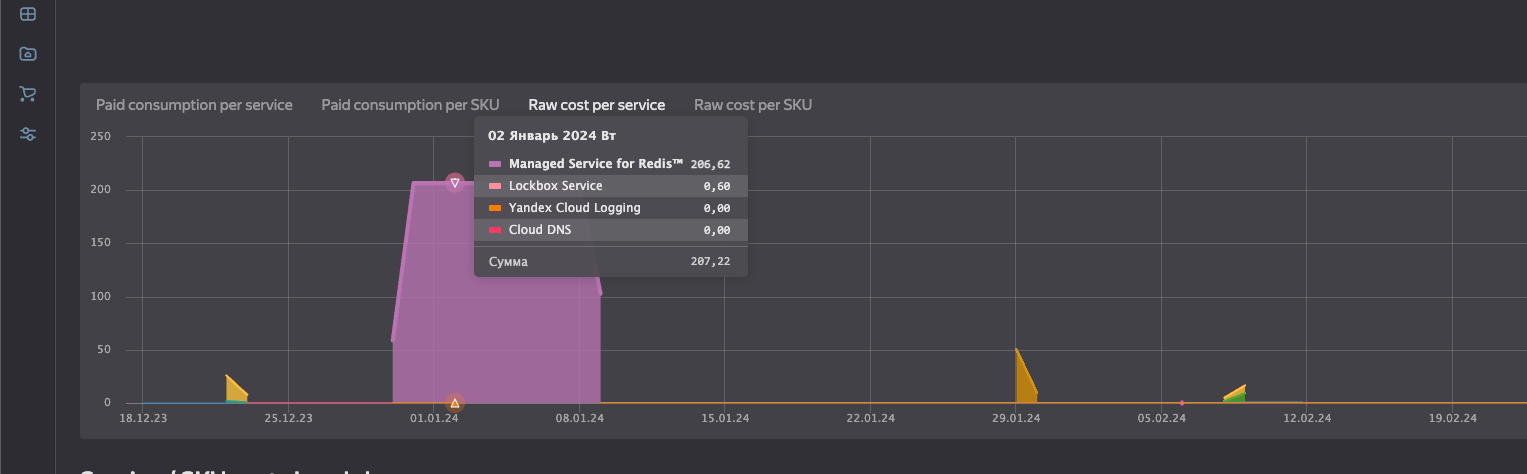 Paid consumption per service Paid consumption per SKU Raw cost per service Raw cost per SKU
250
02 Январь 2024 Вт
Managed Service for Redis™ 206,62
200
Lockbox Service 0,60
Yandex Cloud Logging 0,00
Cloud DNS 0,00
150
Сумма 207,22
100
50
0
18.12.23 25.12.23 01.01.24 08.01.24 15.01.24 22.01.24 29.01.24 05.02.24 12.02.24 19.02.24